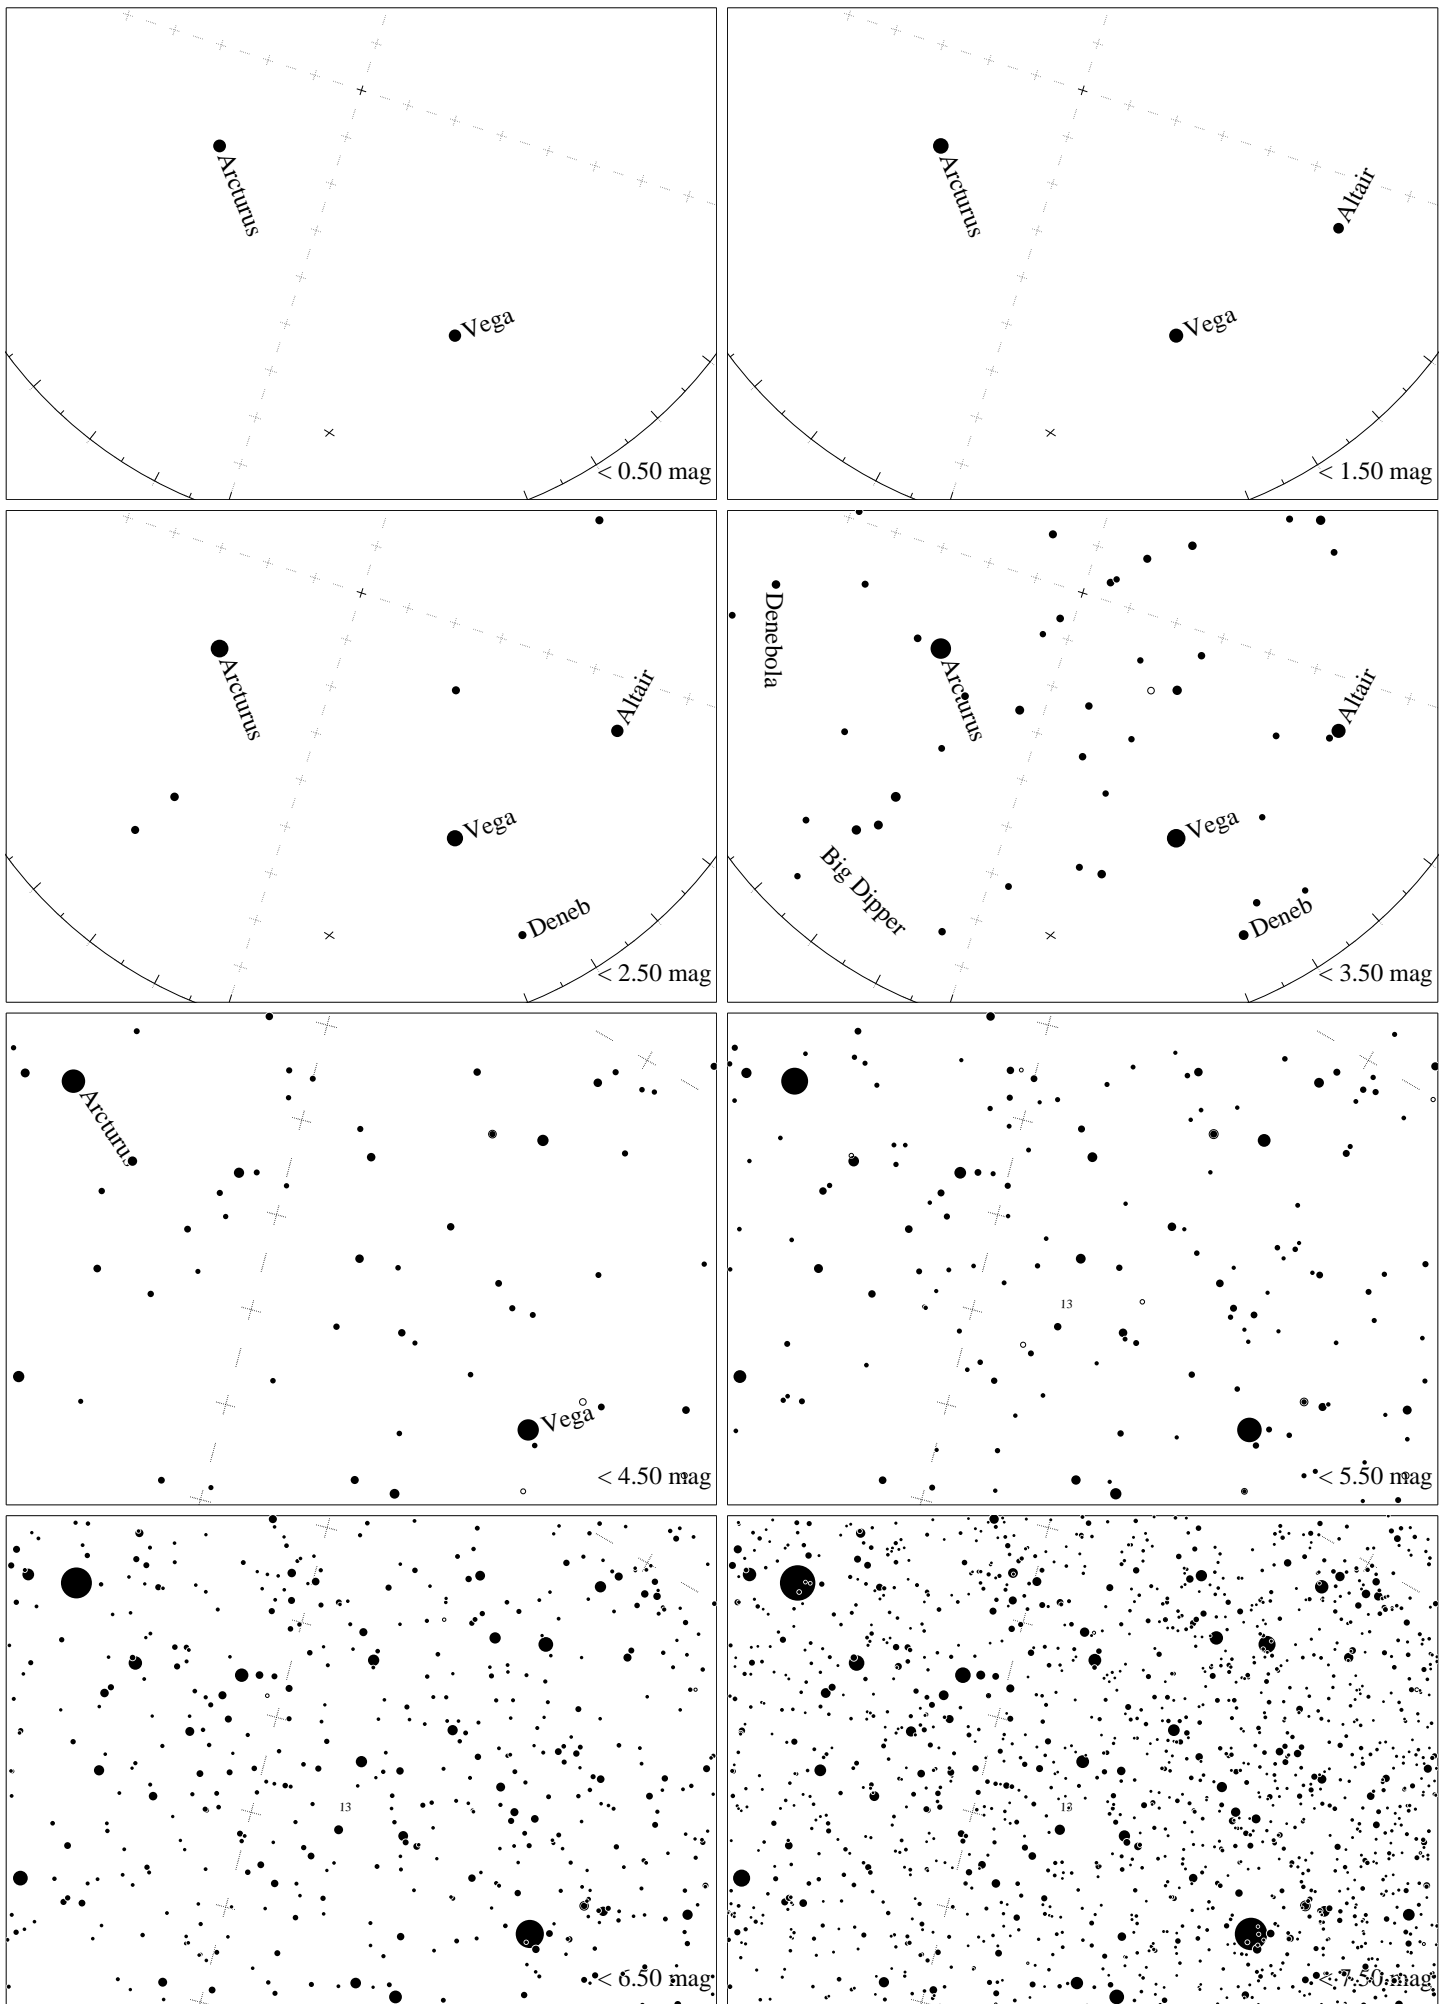 Arcturus
Vega
< 0.50 mag
Arcturus
Altair
Vega
< 1.50 mag
Arcturus
Altair
Vega
Deneb
< 2.50 mag
Denebola
Arcturus
Altair
Vega
Big Dipper
Deneb
< 3.50 mag
Arcturus
Vega
< 4.50 mag
13
< 5.50 mag
13
< 6.50 mag
13
< 7.50 mag